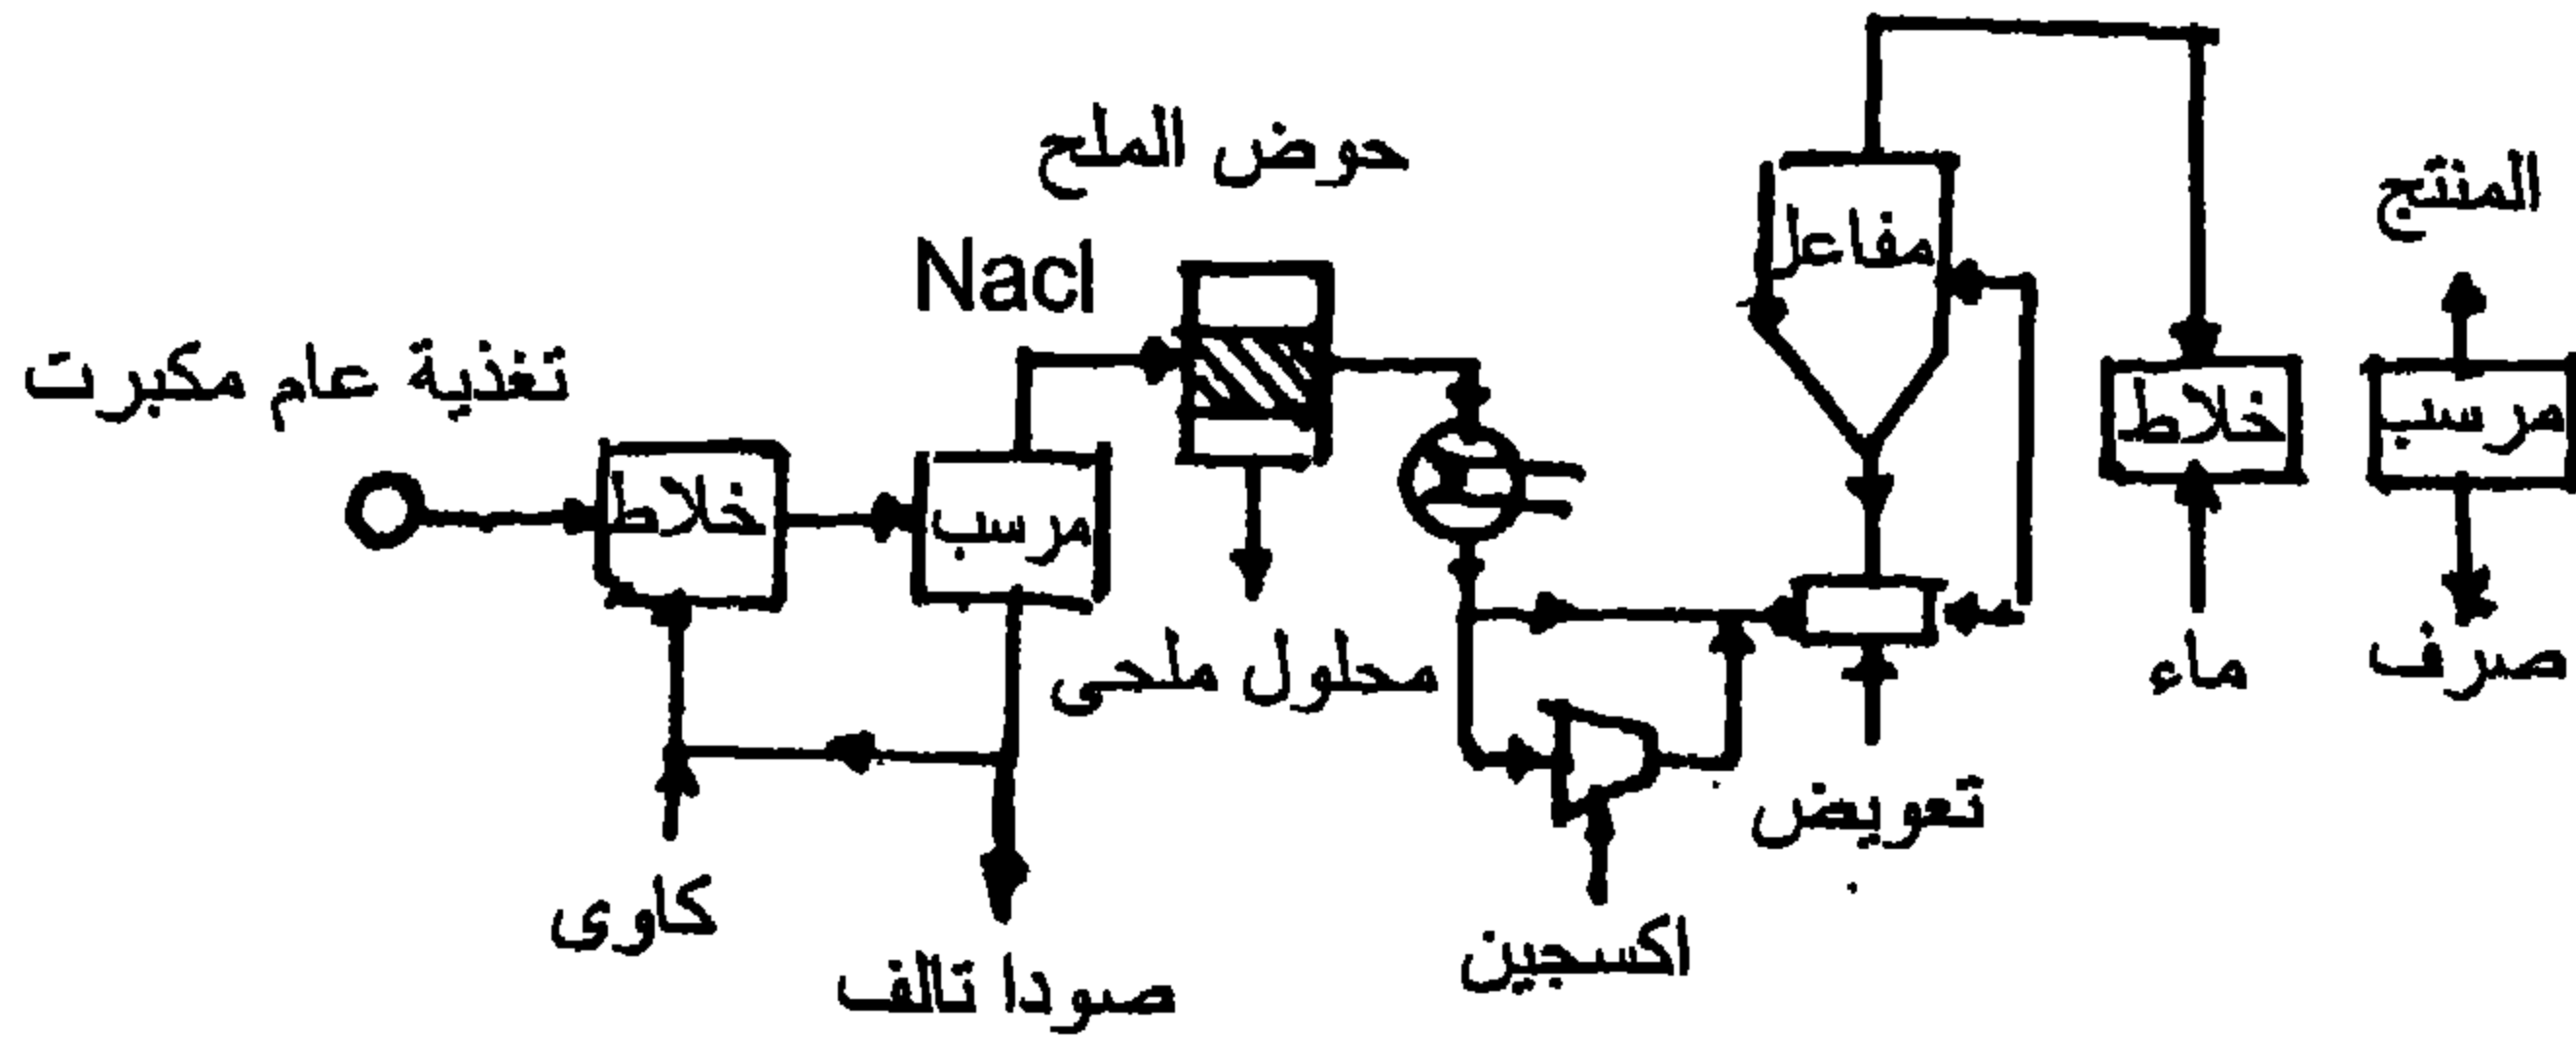 تغذية عام مكبرت
خلاط
كاوى
مرسب
صودا تالف
حوض الملح
Nacl
محلول ملحى
اكسجين
مفاعل
تعويض
خلاط
ماء
المنتج
مرسب
صرف